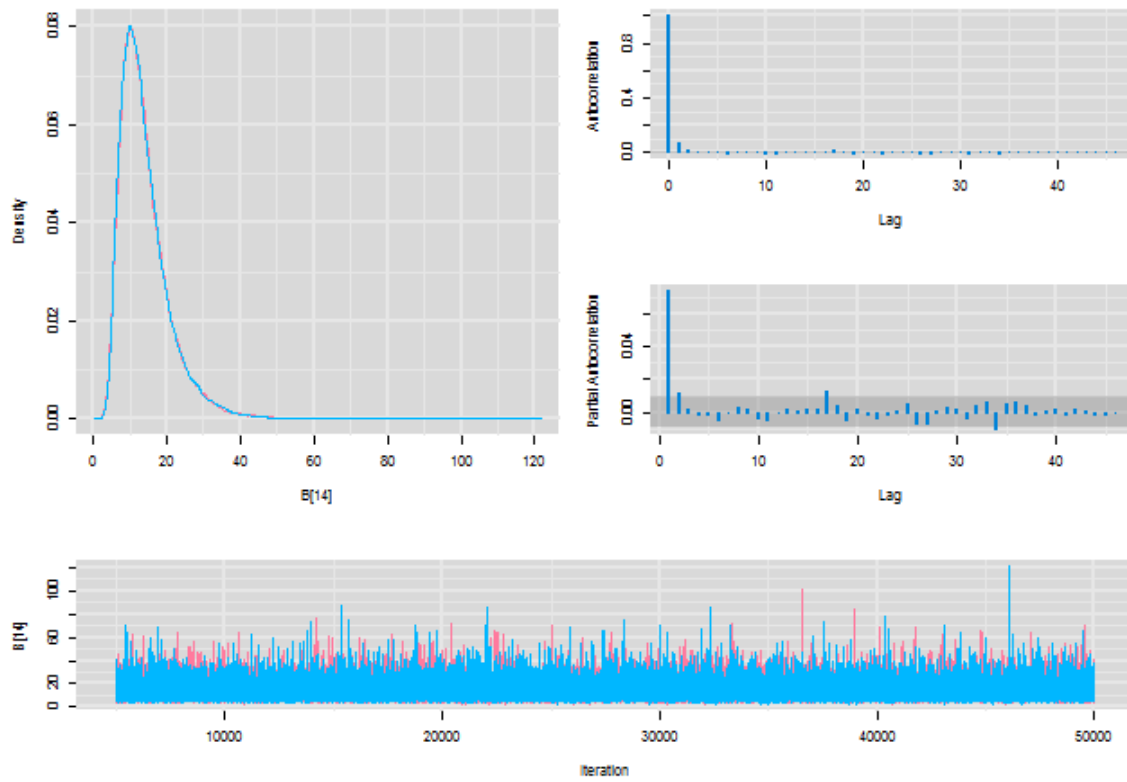 0.08
0.06
0.04
0.02
0.00
Density
0 20 40 60 80 100 120
B[14]
0.8
0.4
0.0
Autocorrelation
0 10 20 30 40
Lag
0.04
0.00
Partial Autocorrelation
0 10 20 30 40
Lag
100
60
20
0
B[14]
10000 20000 30000 40000 50000
Iteration